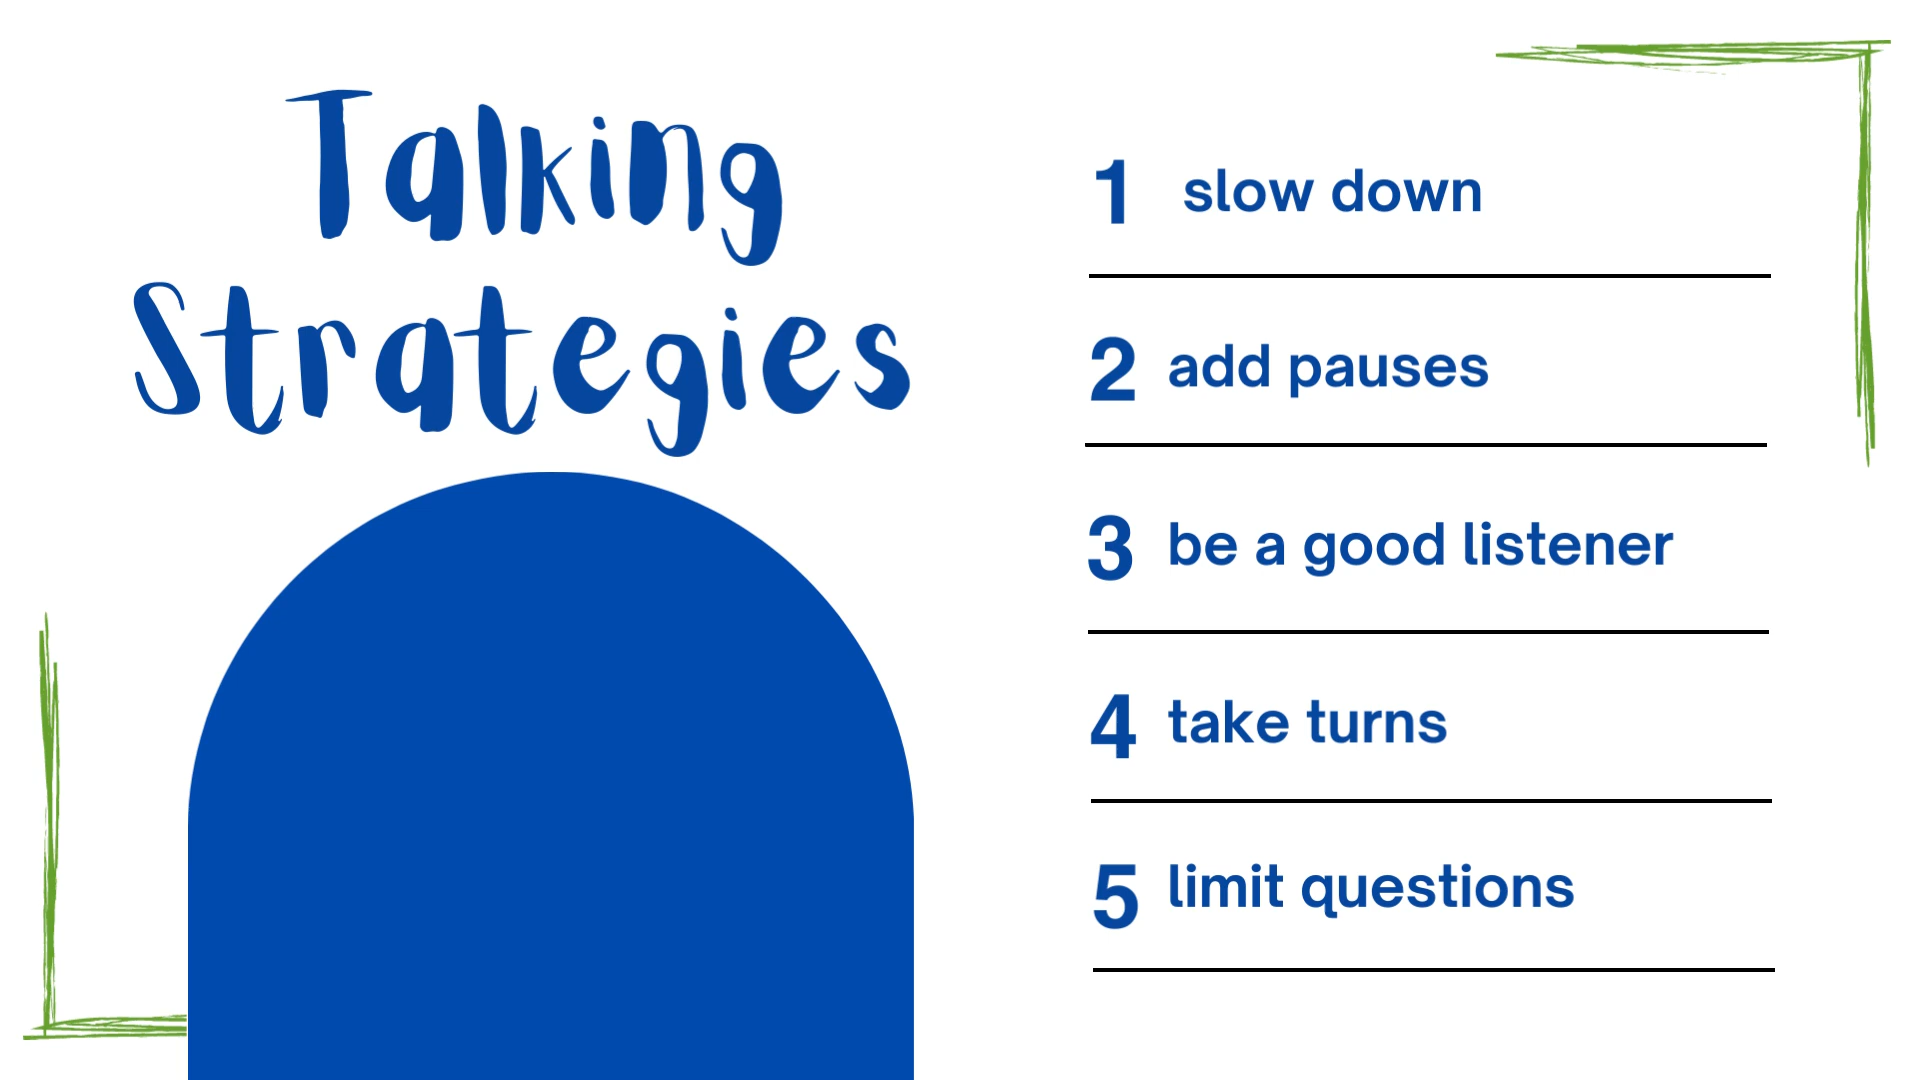 Talking
Strategies
1 slow down
2 add pauses
3 be a good listener
4 take turns
5 limit questions